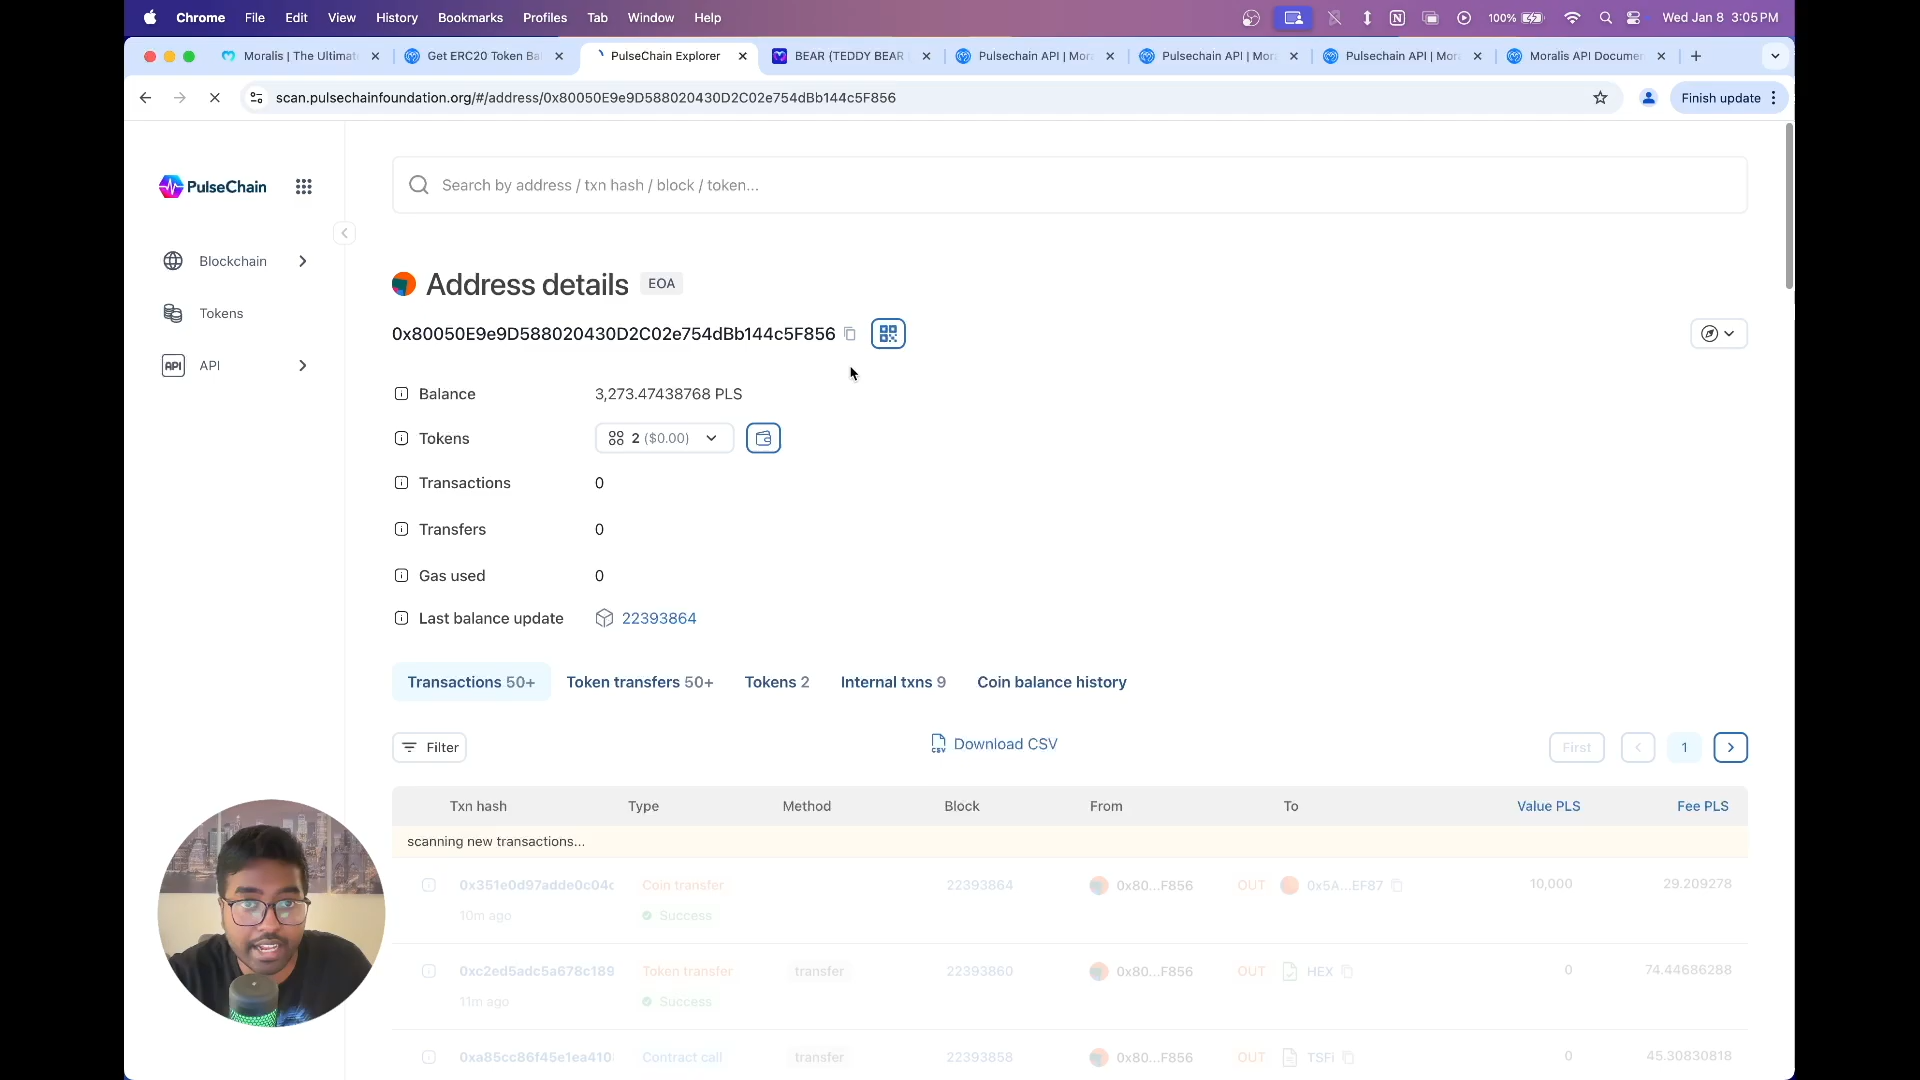 Chrome File Edit View History Bookmarks Profiles Tab Window Help 100% Wed Jan 8 3:05 PM
Moralis | The Ultimat Get ERC20 Token Ba PulseChain Explorer BEAR (TEDDY BEAR Pulsechain API | Mora Pulsechain API | Mora Pulsechain API | Mora Moralis API Documen
scan.pulsechainfoundation.org/#/address/0x80050E9e9D588020430D2C02e754dBb144c5F856 Finish update
PulseChain
Search by address / txn hash / block / token...
Blockchain
Tokens
API
Address details EOA
0x80050E9e9D588020430D2C02e754dBb144c5F856
Balance 3,273.47438768 PLS
Tokens 2 ($0.00)
Transactions 0
Transfers 0
Gas used 0
Last balance update 22393864
Transactions 50+ Token transfers 50+ Tokens 2 Internal txns 9 Coin balance history
Filter Download CSV First 1
Txn hash Type Method Block From To Value PLS Fee PLS
scanning new transactions...
0x351e0d97adde0c04c Coin transfer 22393864 0x80...F856 OUT 0x5A...EF87 10,000 29.209278
10m ago Success
0xc2ed5adc5a678c189 Token transfer transfer 22393860 0x80...F856 OUT HEX 0 74.44686288
11m ago Success
0xa85cc86f45e1ea410 Contract call transfer 22393858 0x80...F856 OUT TSFi 0 45.30830818